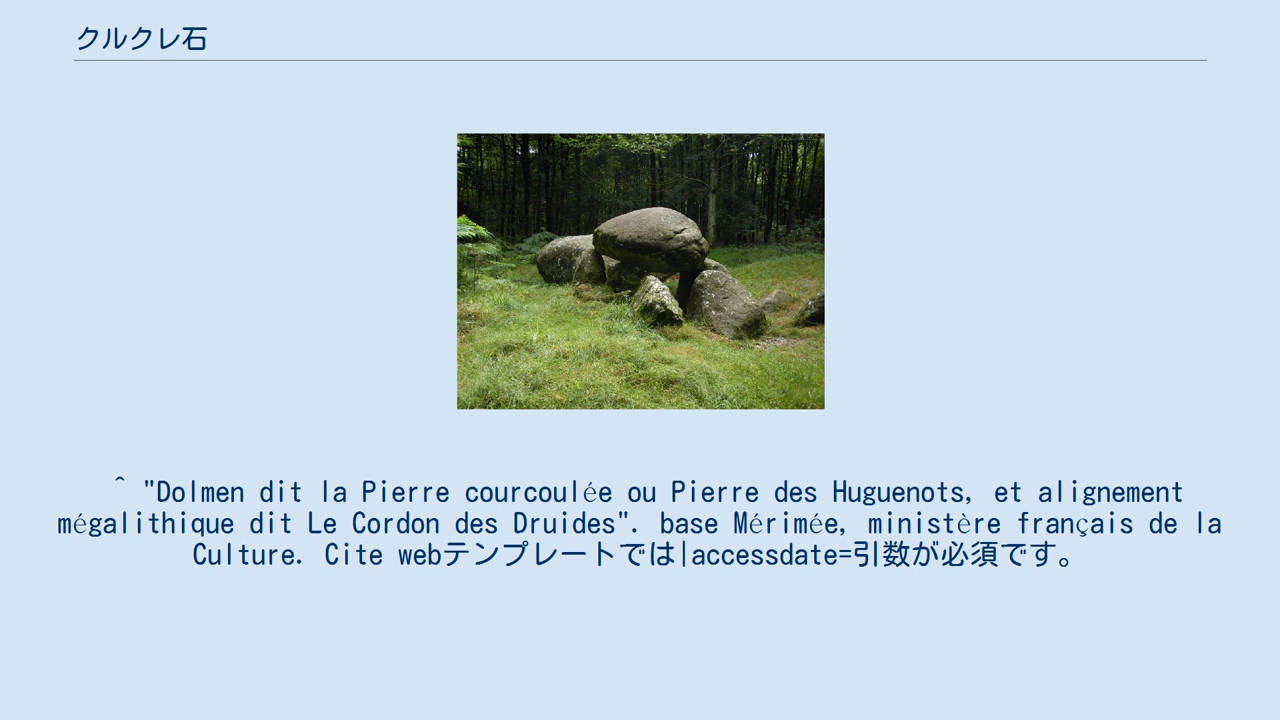 クルクレ石
^ "Dolmen dit la Pierre courcoulée ou Pierre des Huguenots, et alignement
mégalithique dit Le Cordon des Druides". base Mérimée, ministère français de la
Culture. Cite webテンプレートでは|accessdate=引数が必須です。